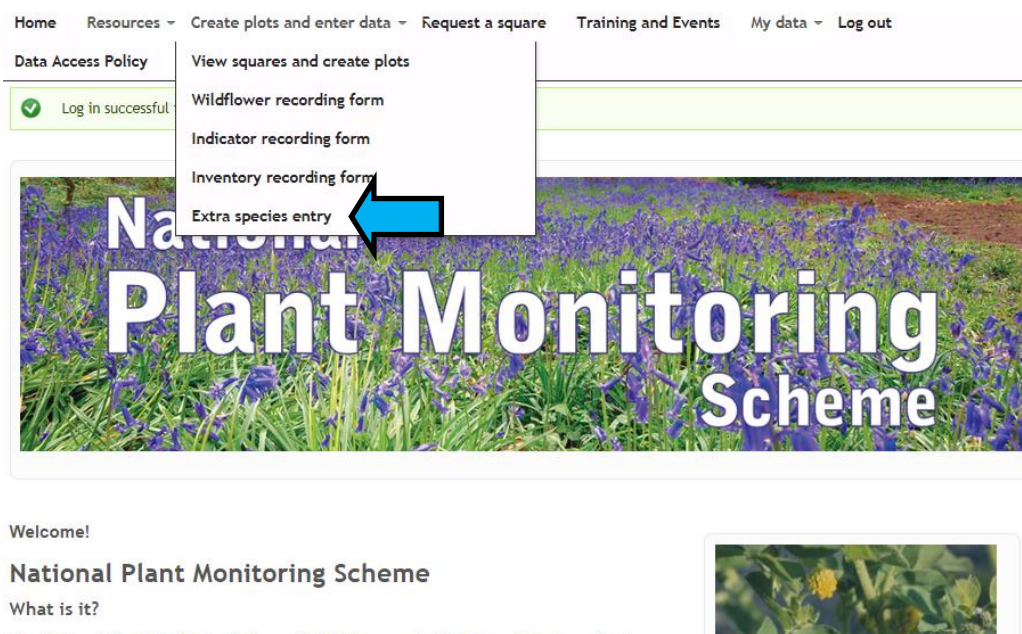 Home Resources Create plots and enter data Request a square Training and Events My data Log out
Data Access Policy
View squares and create plots
Wildflower recording form
Indicator recording form
Inventory recording form
Extra species entry
Log in successful
National
Plant Monitoring
Scheme
Welcome!
National Plant Monitoring Scheme
What is it?